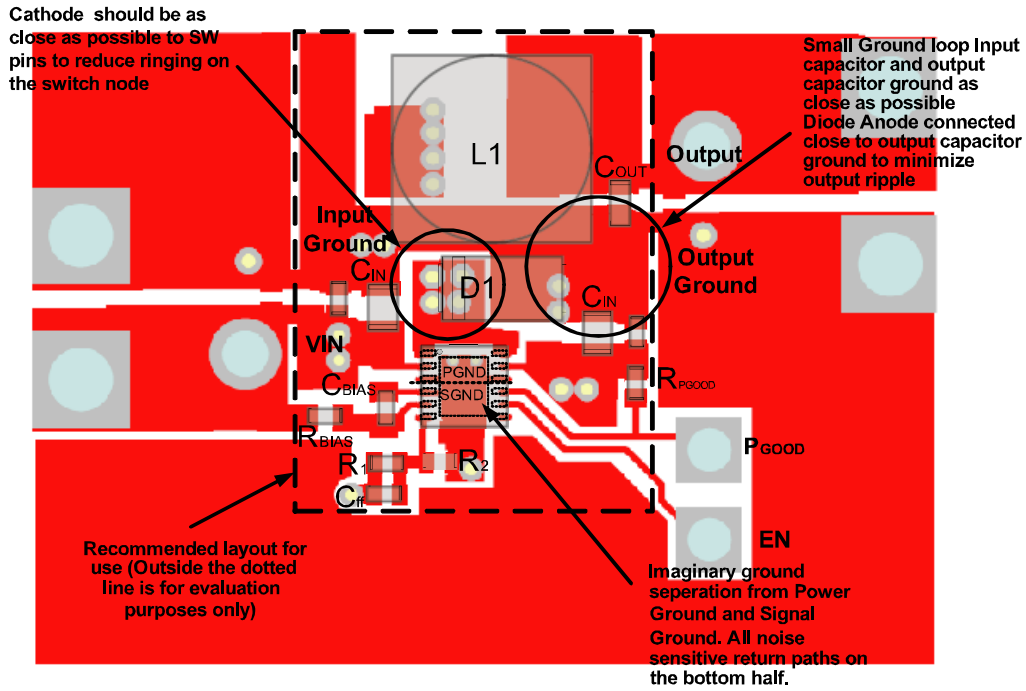 Cathode should be as
close as possible to SW
pins to reduce ringing on
the switch node
Small Ground loop Input
capacitor and output
capacitor ground as
close as possible
Diode Anode connected
close to output capacitor
ground to minimize
output ripple
L1
Output
COUT
Input
Ground
CIN
D1
CIN
Output
Ground
VIN
PGND
SGND
CBIAS
RPGOOD
RBIAS
R1
R2
Cff
PGOOD
EN
Recommended layout for
use (Outside the dotted
line is for evaluation
purposes only)
Imaginary ground
seperation from Power
Ground and Signal
Ground. All noise
sensitive return paths on
the bottom half.